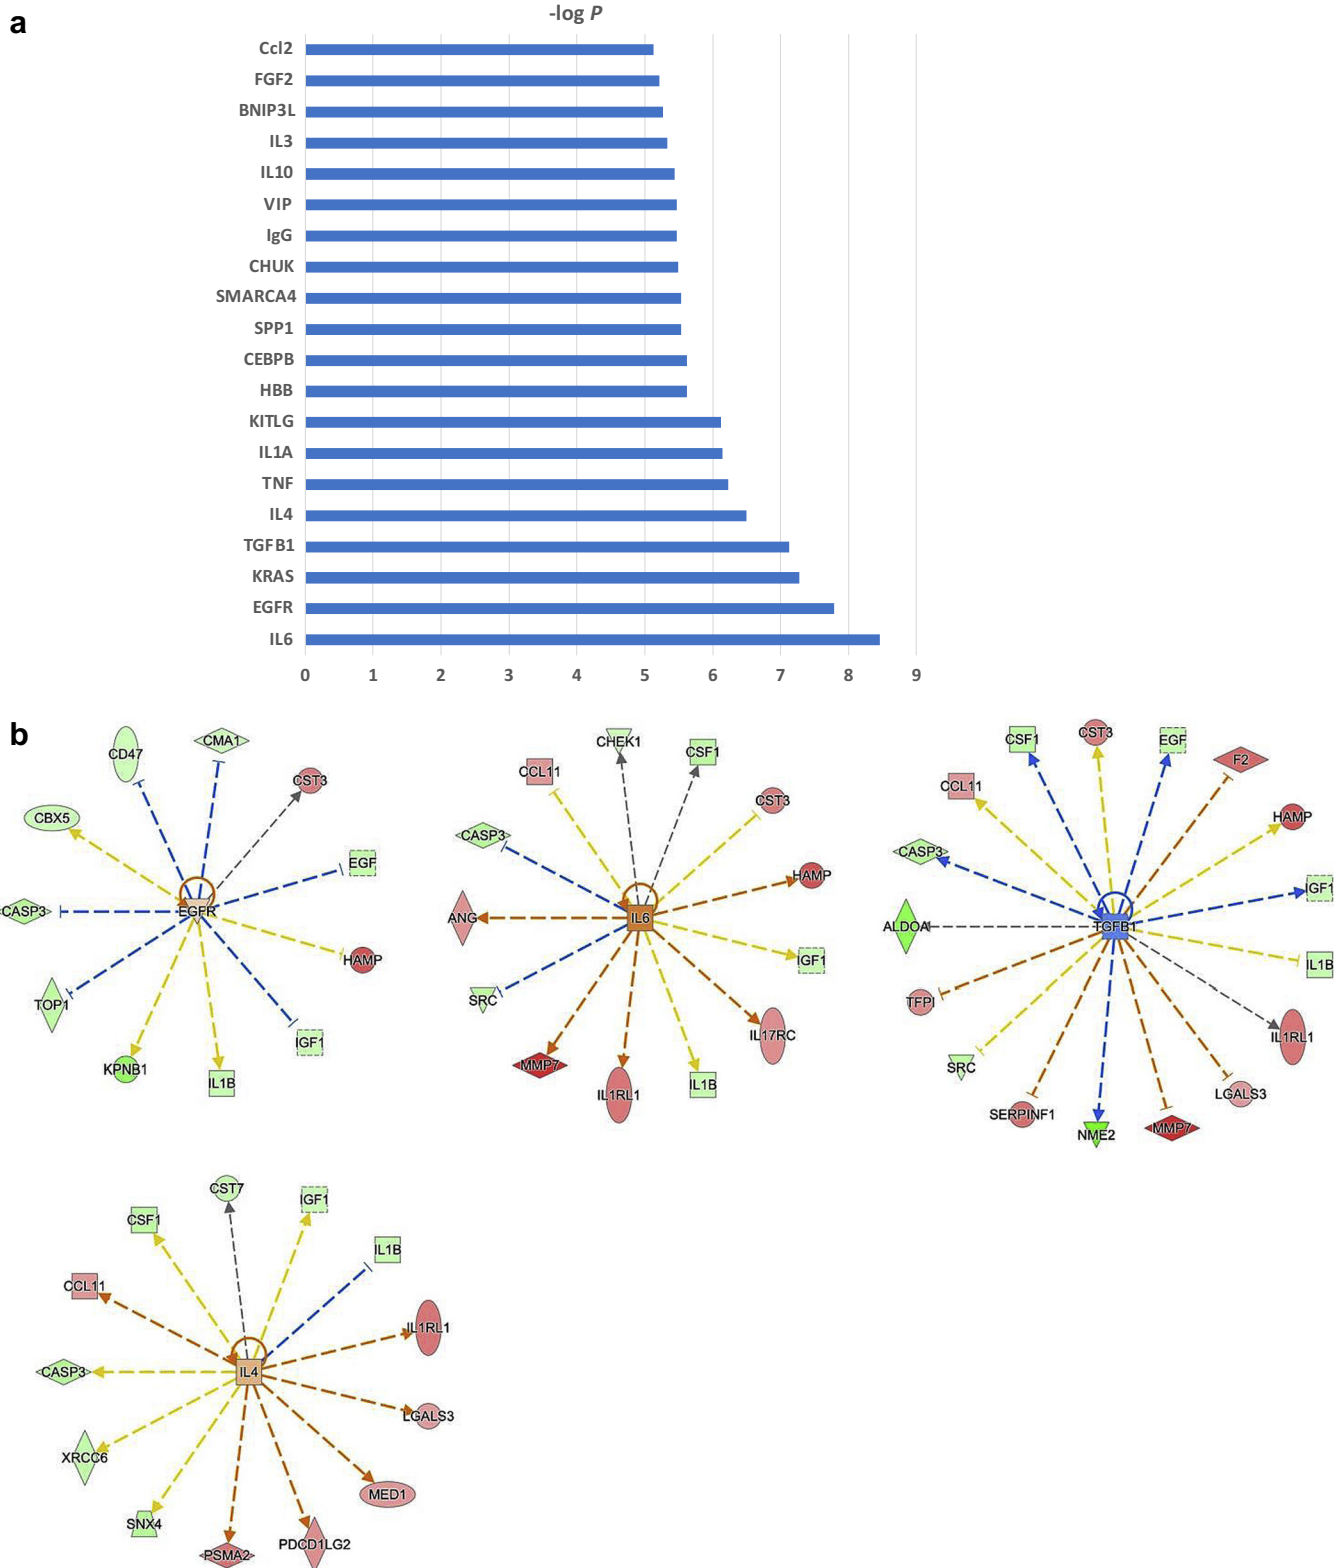 a
-log P
Ccl2
FGF2
BNIP3L
IL3
IL10
VIP
IgG
CHUK
SMARCA4
SPP1
CEBPB
HBB
KITLG
IL1A
TNF
IL4
TGFB1
KRAS
EGFR
IL6
0 1 2 3 4 5 6 7 8 9
b
CD47
CMA1
CST3
CBX5
EGF
CASP3
EGFR
HAMP
TOP1
IGF1
KPNB1
IL1B
CHEK1
CSF1
CCL11
CST3
CASP3
HAMP
ANG
IL6
IGF1
SRC
IL17RC
MMP7
IL1RL1
IL1B
CSF1
CST3
EGF
F2
CCL11
HAMP
CASP3
IGF1
ALDOA
TGFB1
IL1B
TFPI
IL1RL1
SRC
LGALS3
SERPINF1
NME2
MMP7
CST7
IGF1
CSF1
IL1B
CCL11
IL1RL1
CASP3
IL4
LGALS3
XRCC6
MED1
SNX4
PDCD1LG2
PSMA2